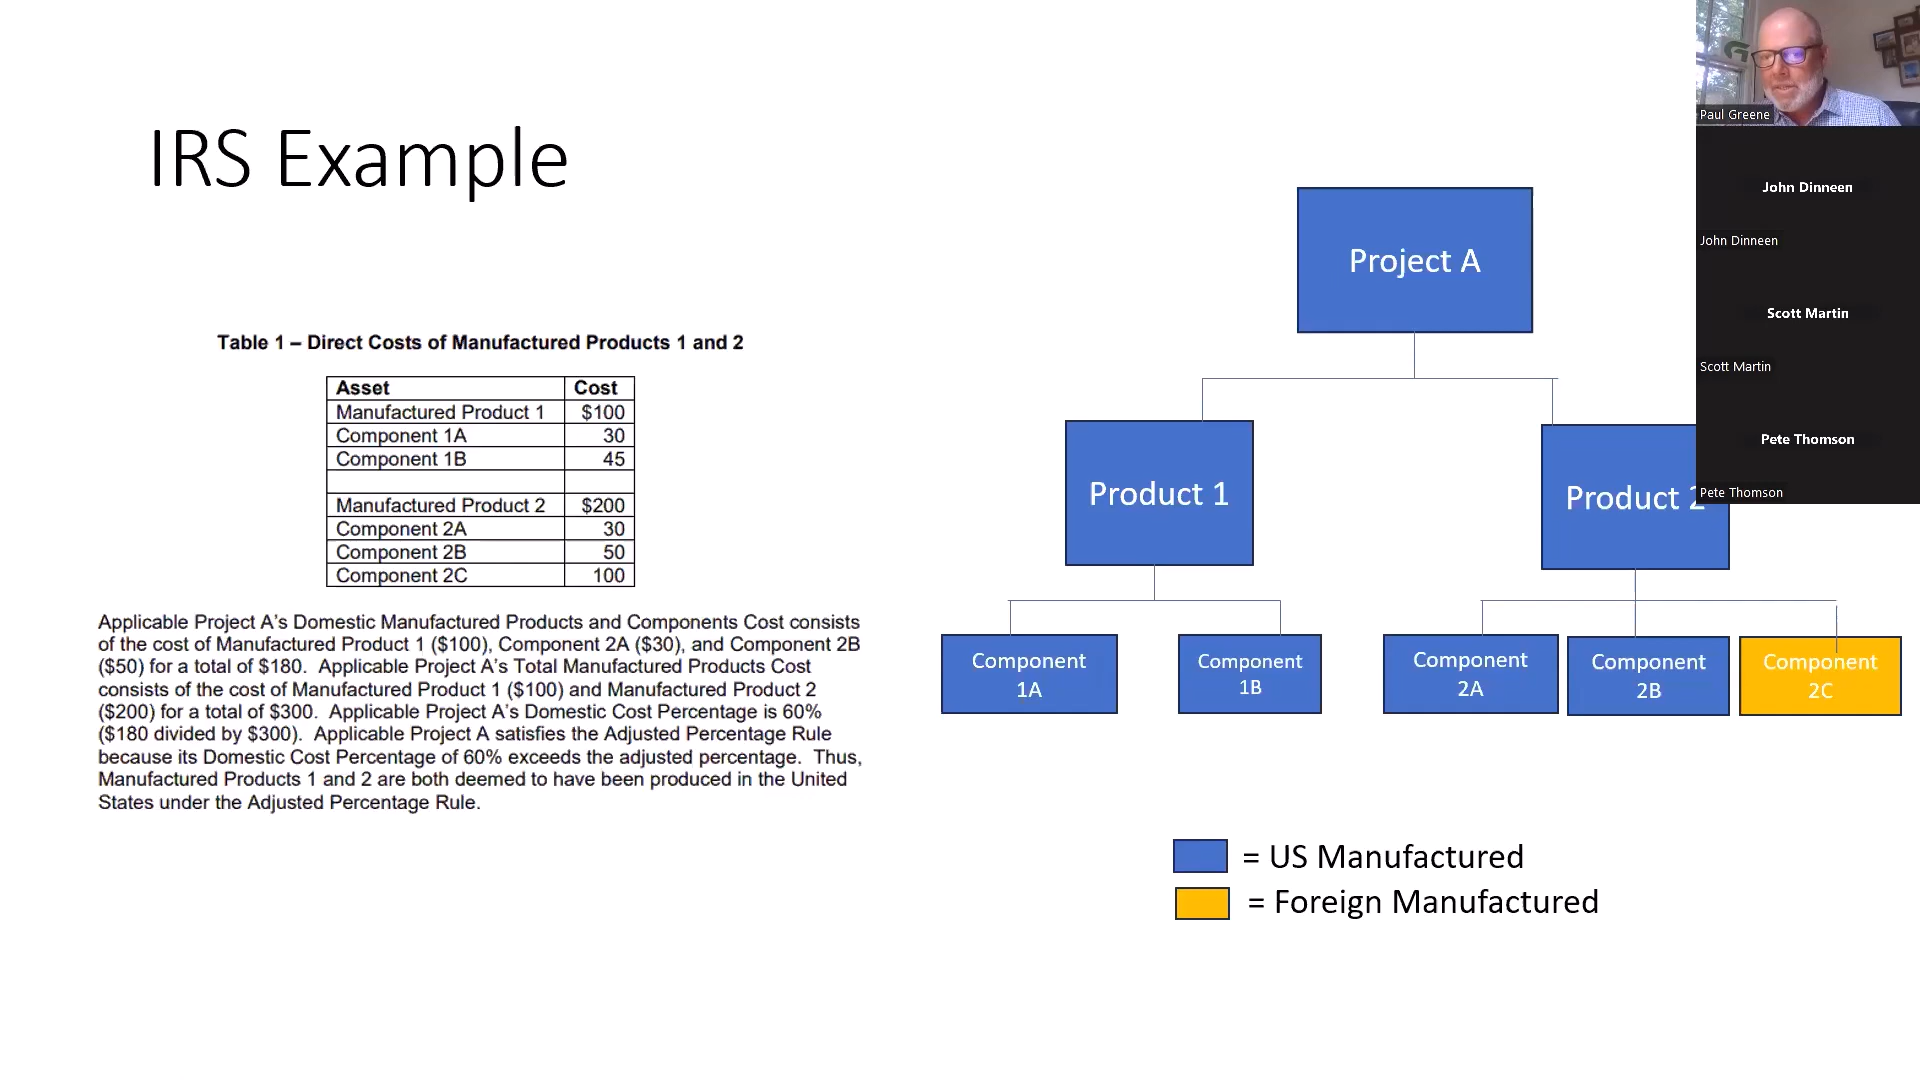 IRS Example
Table 1 – Direct Costs of Manufactured Products 1 and 2
Asset Cost
Manufactured Product 1 $100
Component 1A 30
Component 1B 45
Manufactured Product 2 $200
Component 2A 30
Component 2B 50
Component 2C 100
Applicable Project A’s Domestic Manufactured Products and Components Cost consists
of the cost of Manufactured Product 1 ($100), Component 2A ($30), and Component 2B
($50) for a total of $180. Applicable Project A’s Total Manufactured Products Cost
consists of the cost of Manufactured Product 1 ($100) and Manufactured Product 2
($200) for a total of $300. Applicable Project A’s Domestic Cost Percentage is 60%
($180 divided by $300). Applicable Project A satisfies the Adjusted Percentage Rule
because its Domestic Cost Percentage of 60% exceeds the adjusted percentage. Thus,
Manufactured Products 1 and 2 are both deemed to have been produced in the United
States under the Adjusted Percentage Rule.
Project A
Product 1
Product 2
Component
1A
Component
1B
Component
2A
Component
2B
Component
2C
= US Manufactured
= Foreign Manufactured
Paul Greene
John Dinneen
John Dinneen
Scott Martin
Scott Martin
Pete Thomson
Pete Thomson